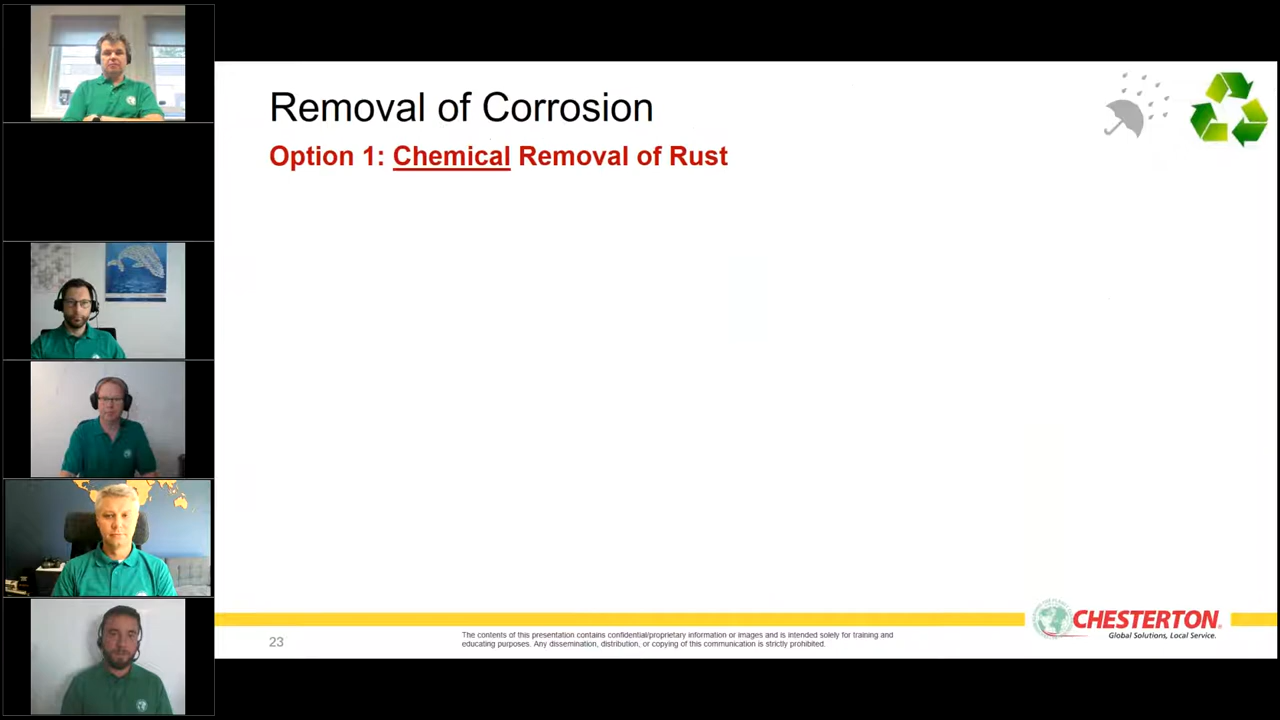 Removal of Corrosion
Option 1: Chemical Removal of Rust
23
The contents of this presentation contains confidential/proprietary information or images and is intended solely for training and
educating purposes. Any dissemination, distribution, or copying of this communication is strictly prohibited.
CHESTERTON®
Global Solutions, Local Service.